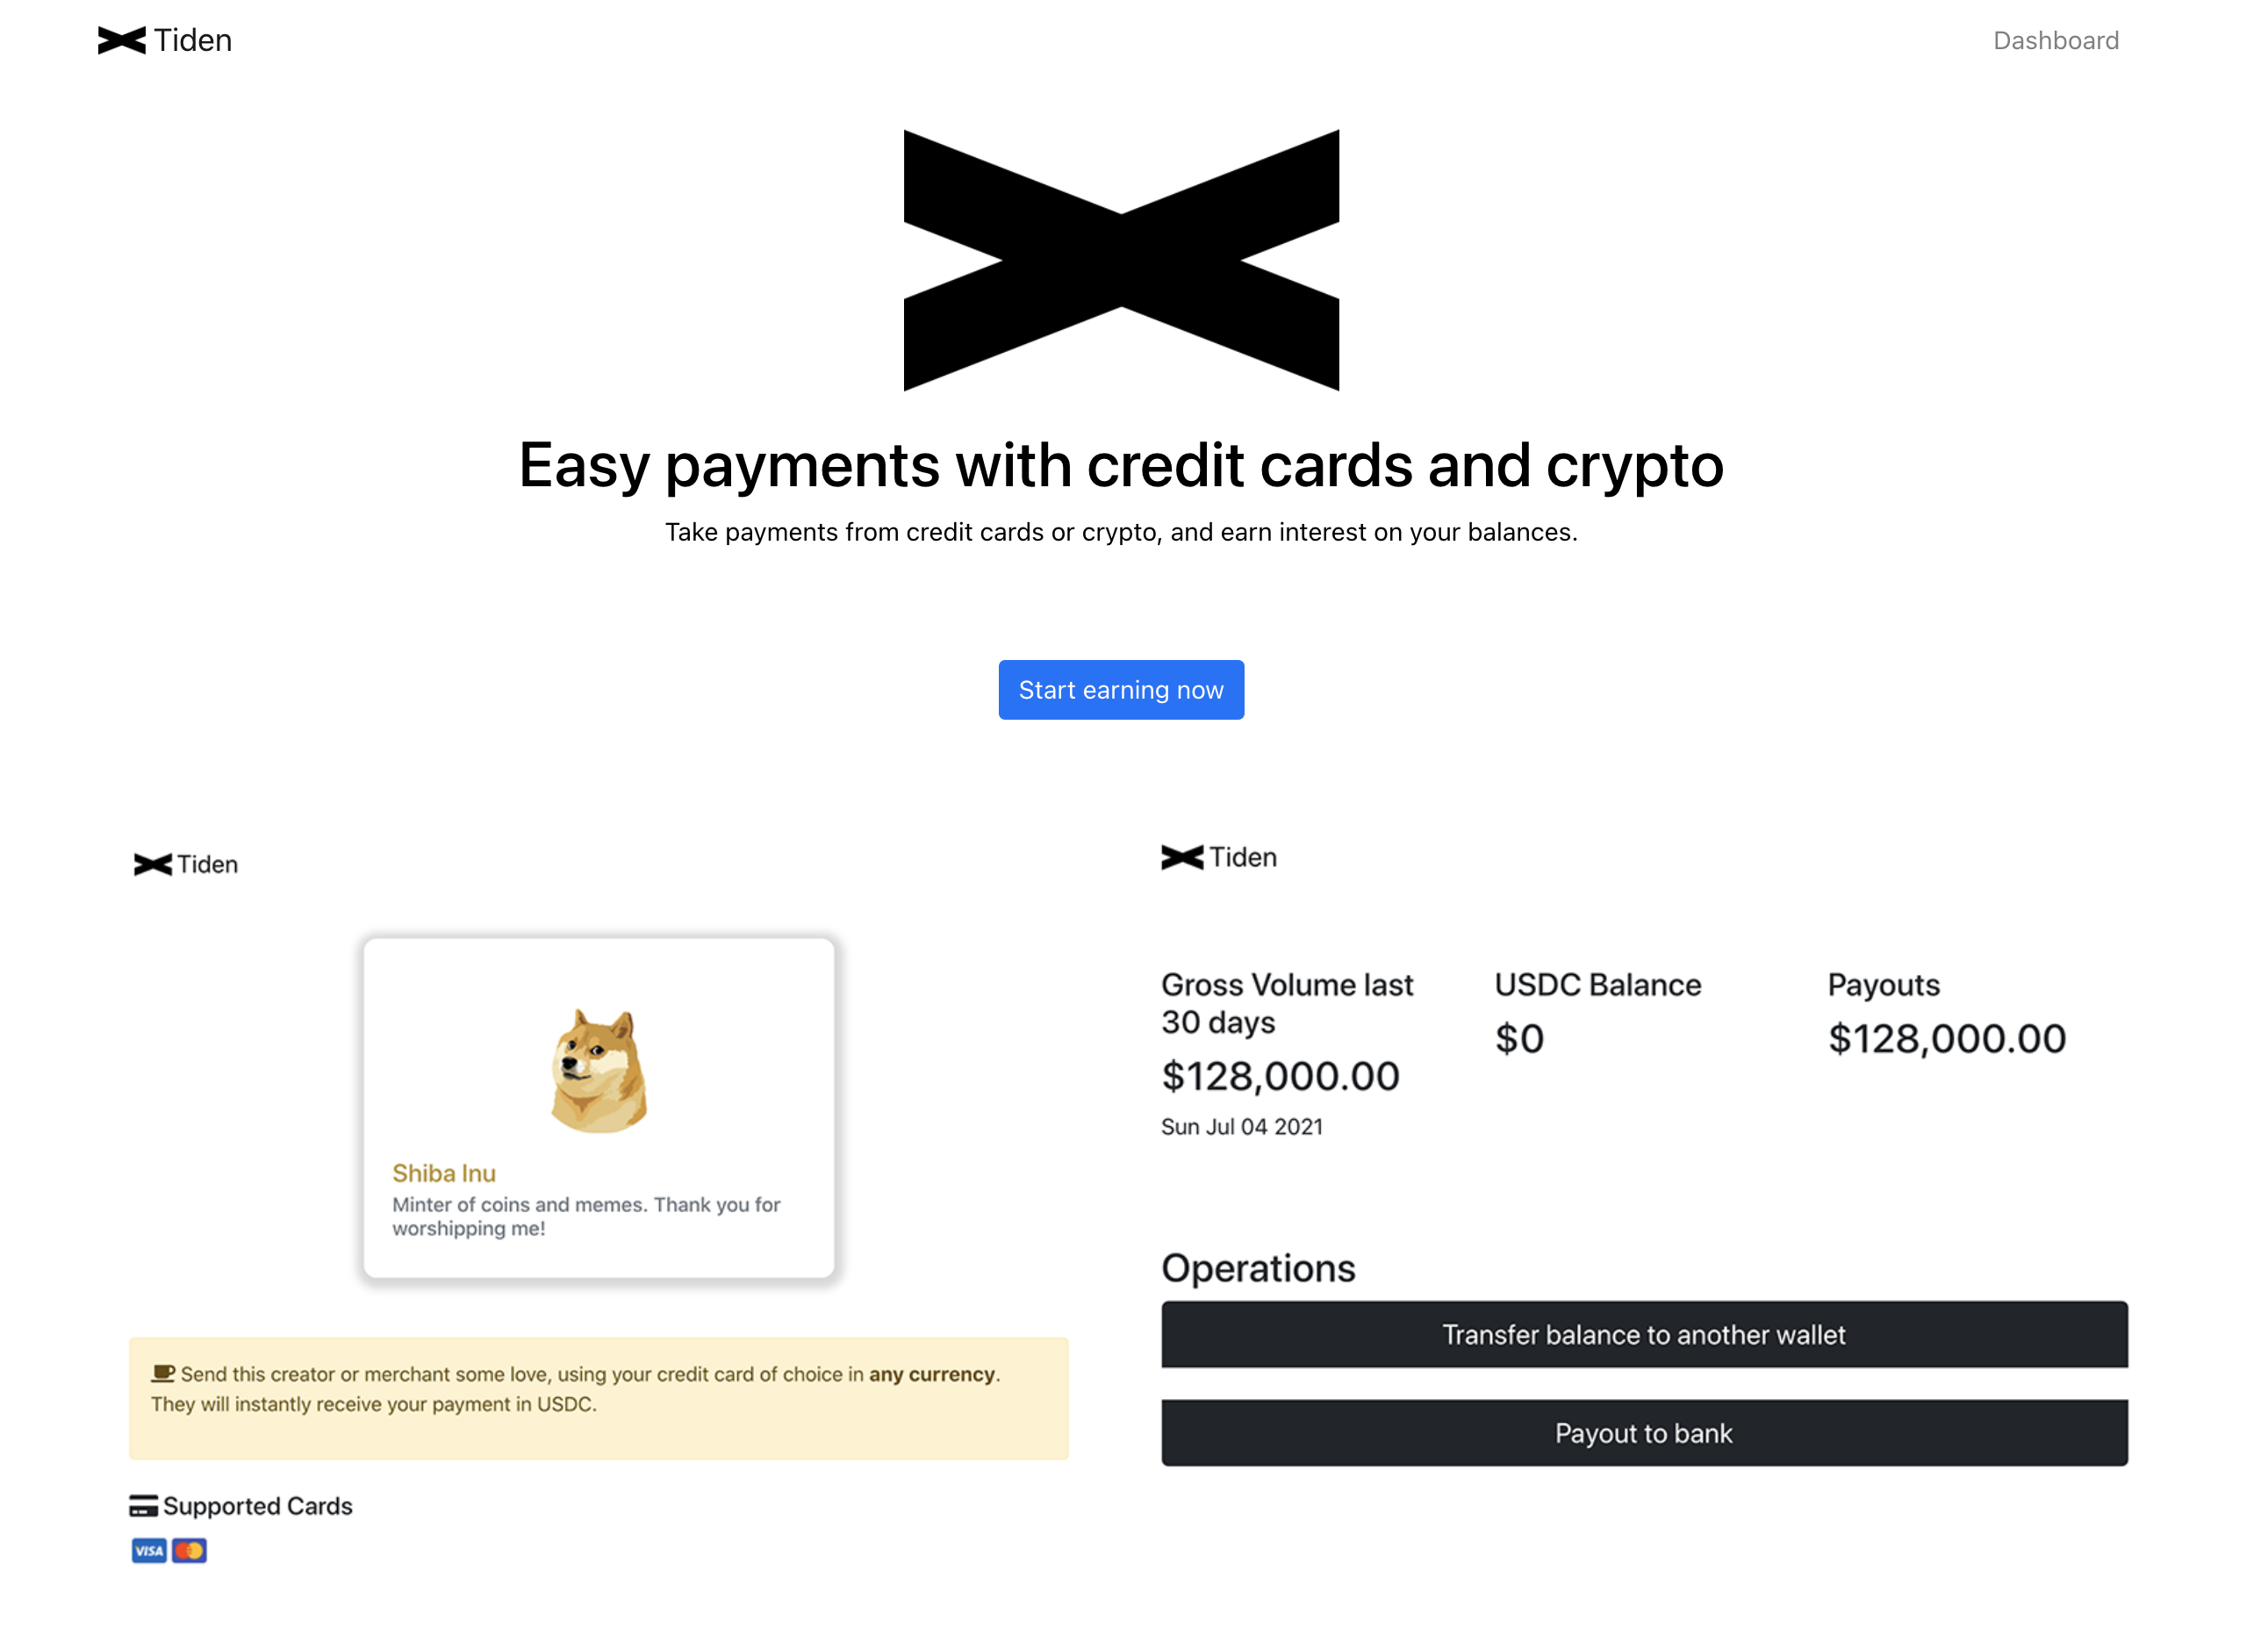 Tiden
Dashboard
Easy payments with credit cards and crypto
Take payments from credit cards or crypto, and earn interest on your balances.
Start earning now
Tiden
Shiba Inu
Minter of coins and memes. Thank you for
worshipping me!
Send this creator or merchant some love, using your credit card of choice in any currency.
They will instantly receive your payment in USDC.
Supported Cards
VISA
Tiden
Gross Volume last
30 days
$128,000.00
Sun Jul 04 2021
USDC Balance
$0
Payouts
$128,000.00
Operations
Transfer balance to another wallet
Payout to bank